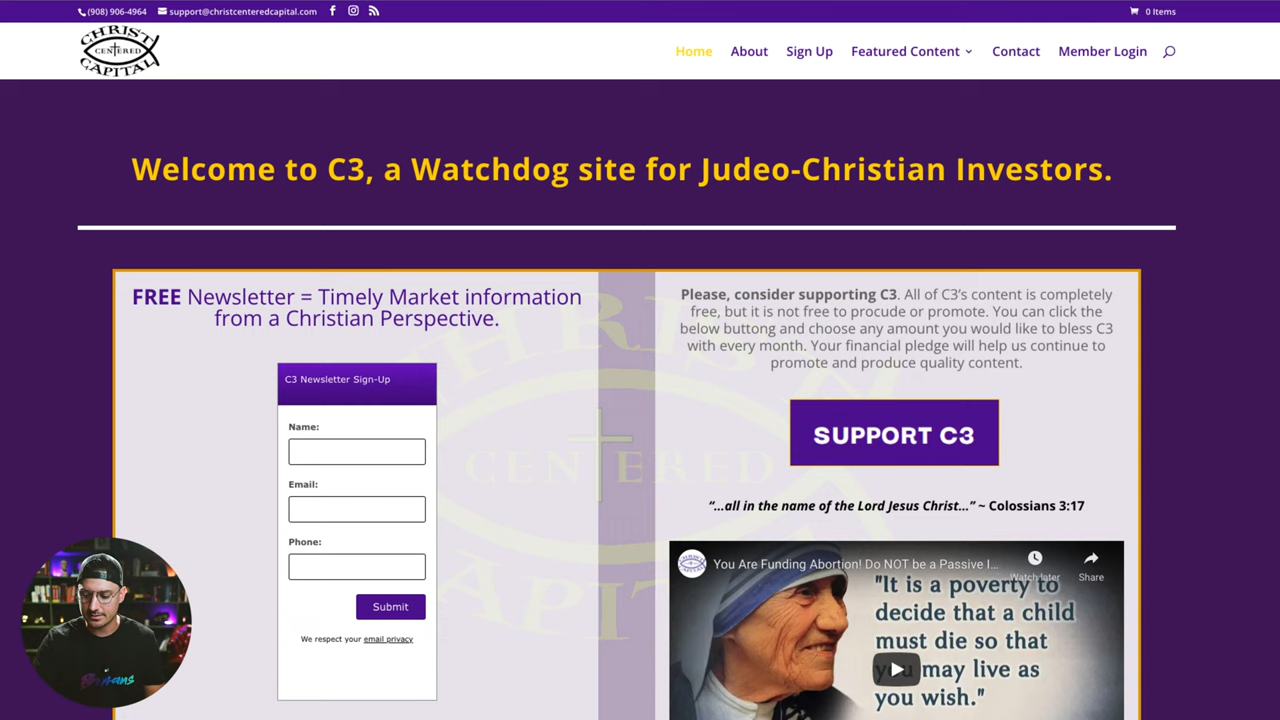 (908) 906-4964 support@christcenteredcapital.com
0 Items
CHRIST
CENTERED
CAPITAL
Home About Sign Up Featured Content Contact Member Login
Welcome to C3, a Watchdog site for Judeo-Christian Investors.
FREE Newsletter = Timely Market information
from a Christian Perspective.
C3 Newsletter Sign-Up
Name:
Email:
Phone:
Submit
We respect your email privacy
Please, consider supporting C3. All of C3's content is completely
free, but it is not free to procude or promote. You can click the
below buttong and choose any amount you would like to bless C3
with every month. Your financial pledge will help us continue to
promote and produce quality content.
SUPPORT C3
“…all in the name of the Lord Jesus Christ…” ~ Colossians 3:17
You Are Funding Abortion! Do NOT be a Passive I...
Watch later
Share
"It is a poverty to
decide that a child
must die so that
you may live as
you wish."
CHRIST
CENTERED
CAPITAL